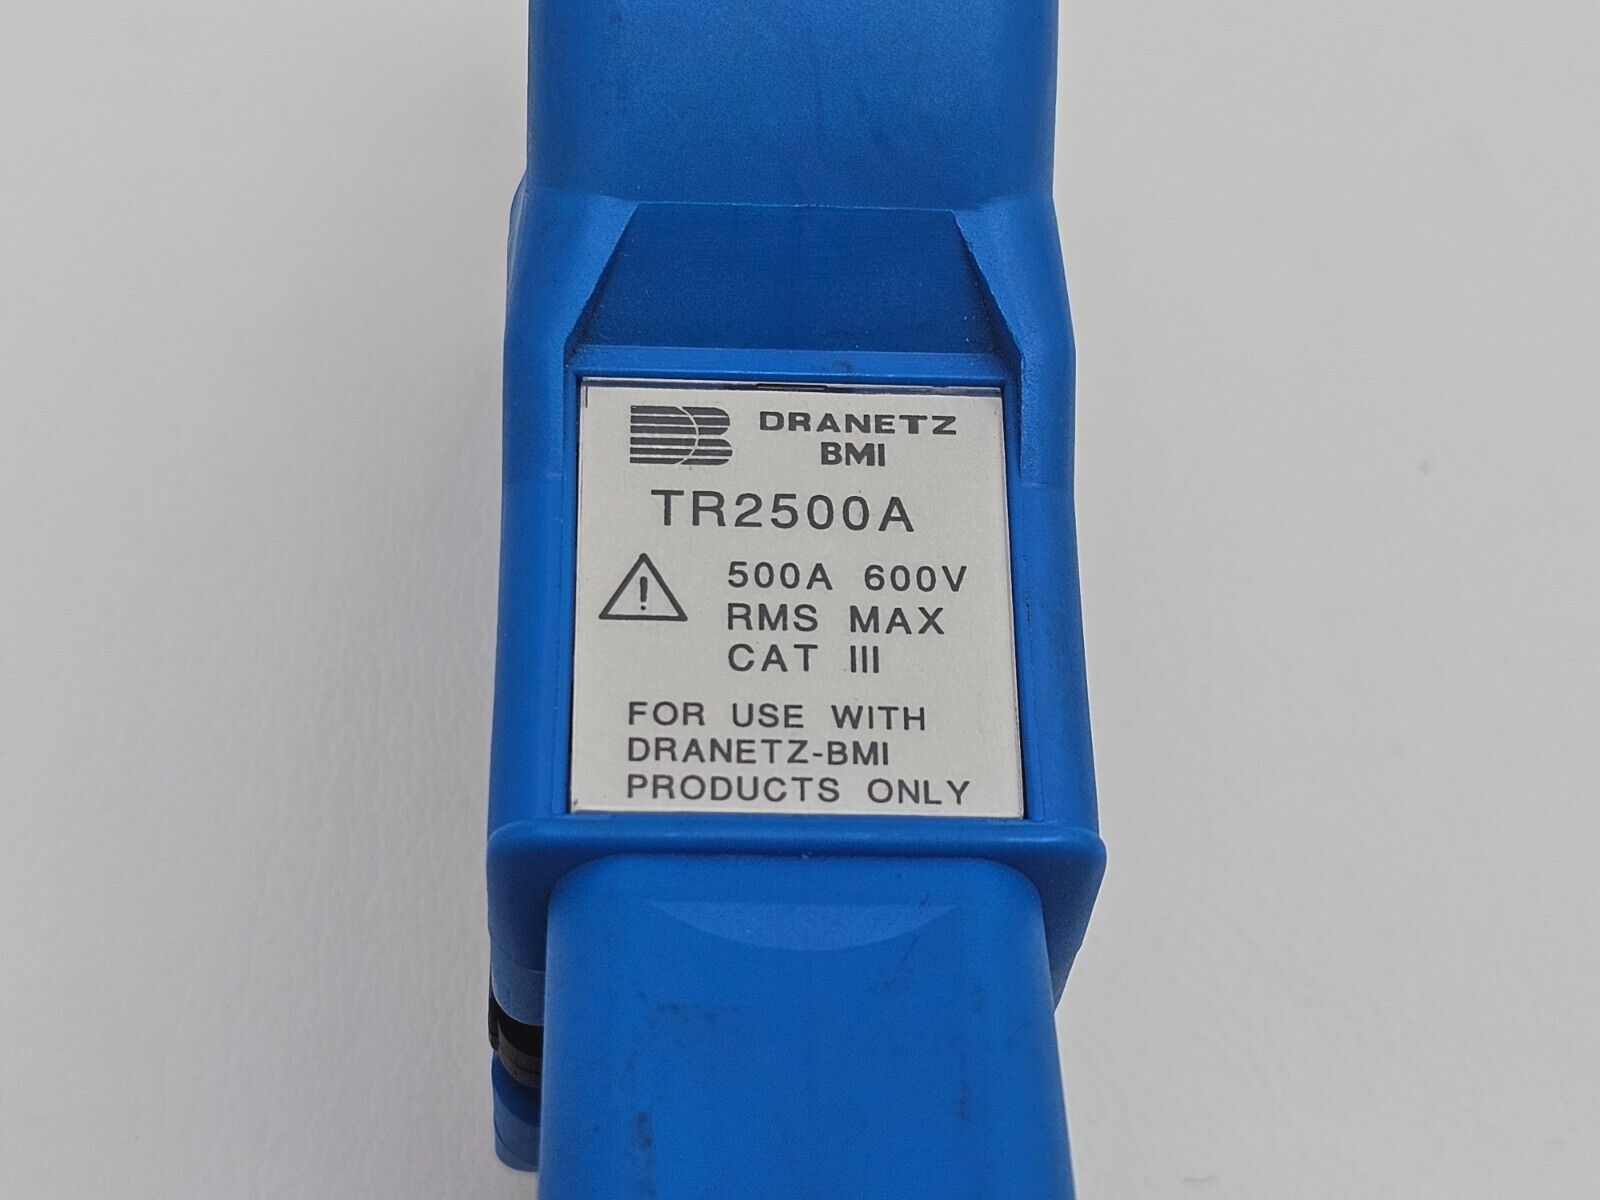 DRANETZ
BMI
TR2500A
500A 600V
RMS MAX
CAT III
FOR USE WITH
DRANETZ-BMI
PRODUCTS ONLY